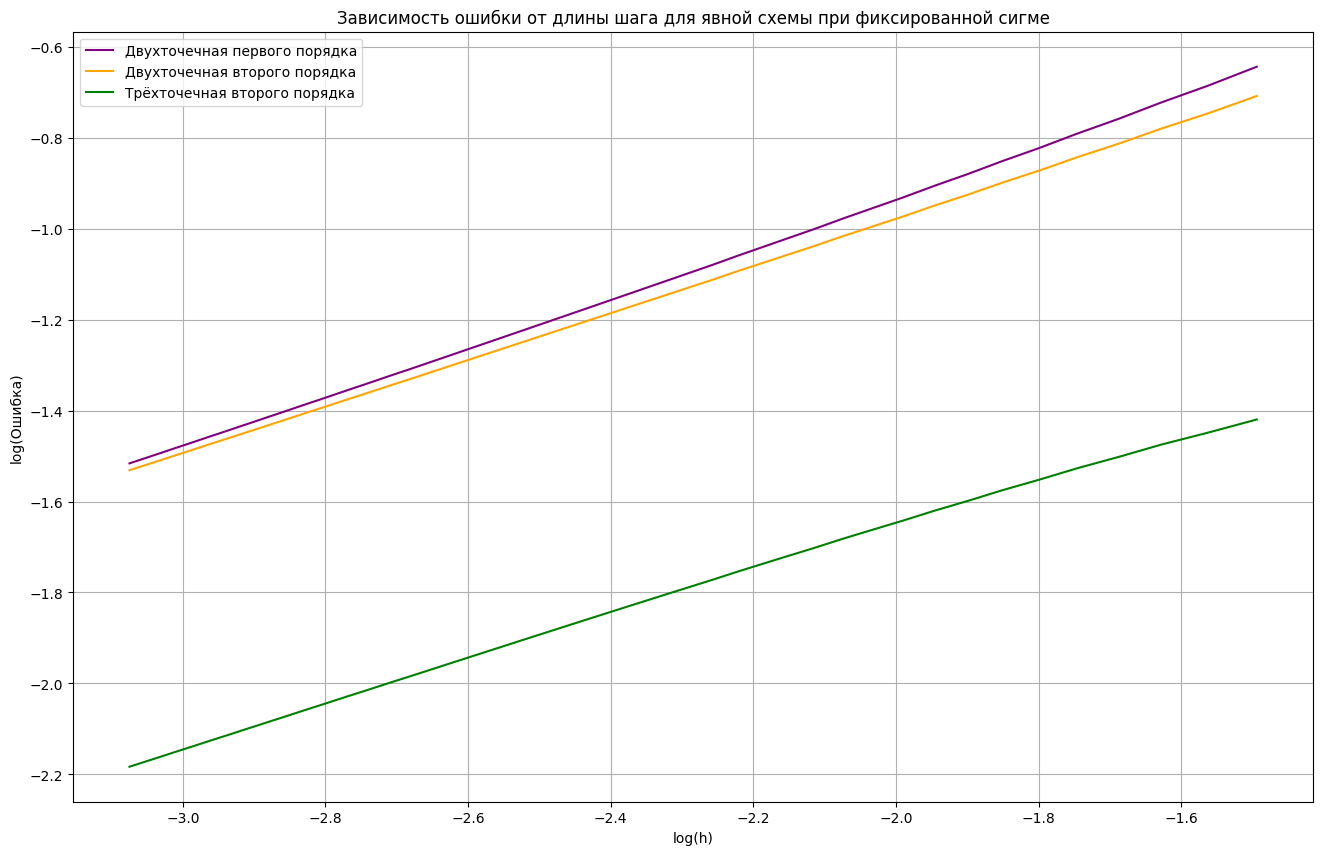 Зависимость ошибки от длины шага для явной схемы при фиксированной сигме
Двухточечная первого порядка
Двухточечная второго порядка
Трёхточечная второго порядка
log(Ошибка)
−0.6
−0.8
−1.0
−1.2
−1.4
−1.6
−1.8
−2.0
−2.2
−3.0 −2.8 −2.6 −2.4 −2.2 −2.0 −1.8 −1.6
log(h)